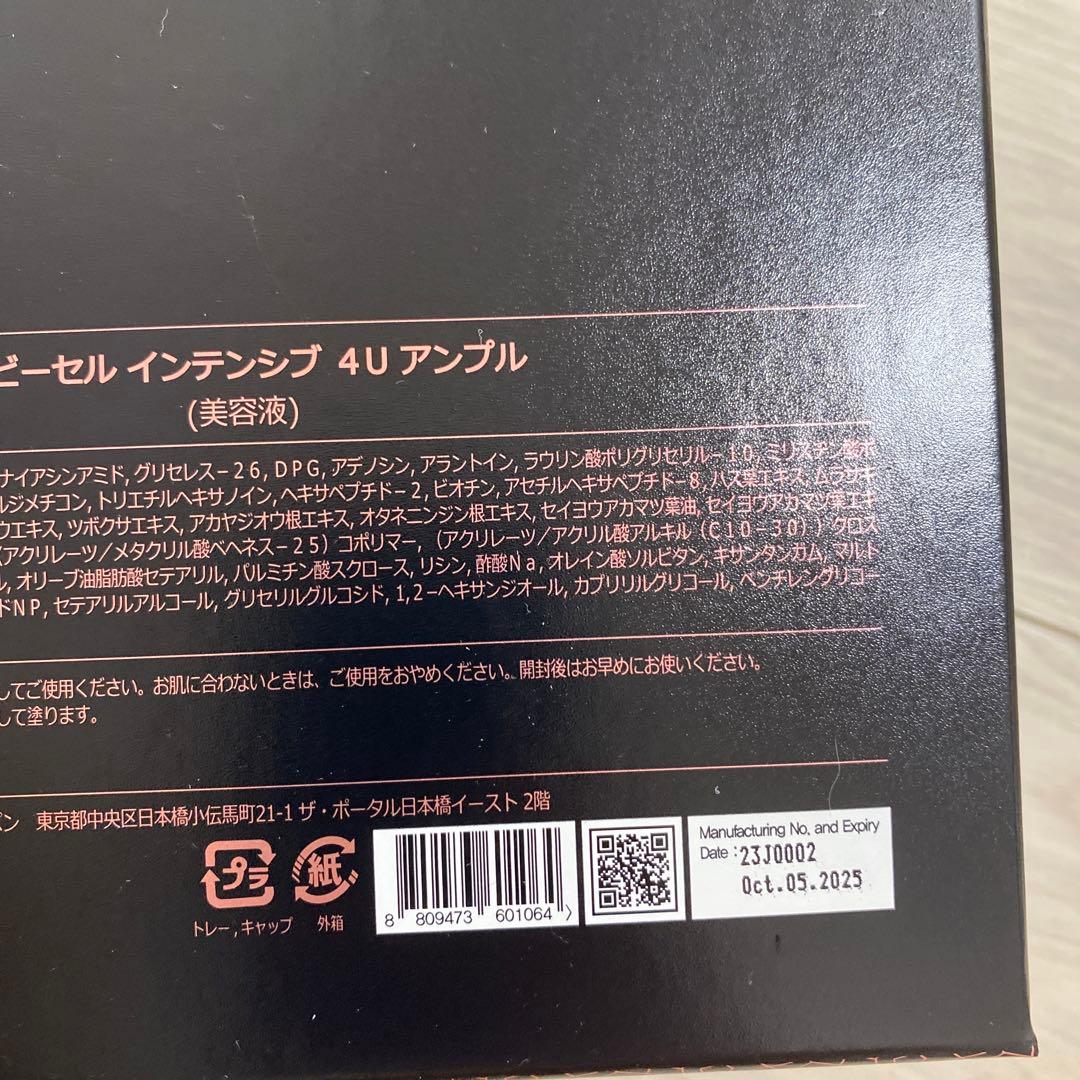 ビーセル インテンシブ 4U アンプル
(美容液)
ナイアシンアミド, グリセレス-26, DPG, アデノシン, アラントイン, ラウリン酸ポリグリセリル-10, ミリスチン酸ポ
ルジメチコン, トリエチルヘキサノイン, ヘキサペプチド-2, ビオチン, アセチルヘキサペプチド-8, ハス葉エキス, ムラサキ
ウエキス, ツボクサエキス, アカヤジオウ根エキス, オタネニンジン根エキス, セイヨウアカマツ葉油, セイヨウアカマツ葉エキ
(アクリレーツ/メタクリル酸ベヘネス-25) コポリマー, (アクリレーツ/アクリル酸アルキル (C10-30)) クロス
ル, オリーブ油脂肪酸セテアリル, パルミチン酸スクロース, リシン, 酢酸Na, オレイン酸ソルビタン, キサンタンガム, マルト
ドNP, セテアリルアルコール, グリセリルグルコシド, 1,2-ヘキサンジオール, カプリリルグリコール, ペンチレングリコー
してご使用ください。お肌に合わないときは、ご使用をおやめください。開封後はお早めにお使いください。
して塗ります。
パン 東京都中央区日本橋小伝馬町21-1 ザ・ポータル日本橋イースト 2階
プラ 紙
トレー, キャップ 外箱
8 809473 601064
Manufacturing No. and Expiry
Date : 23J0002
Oct.05.2025